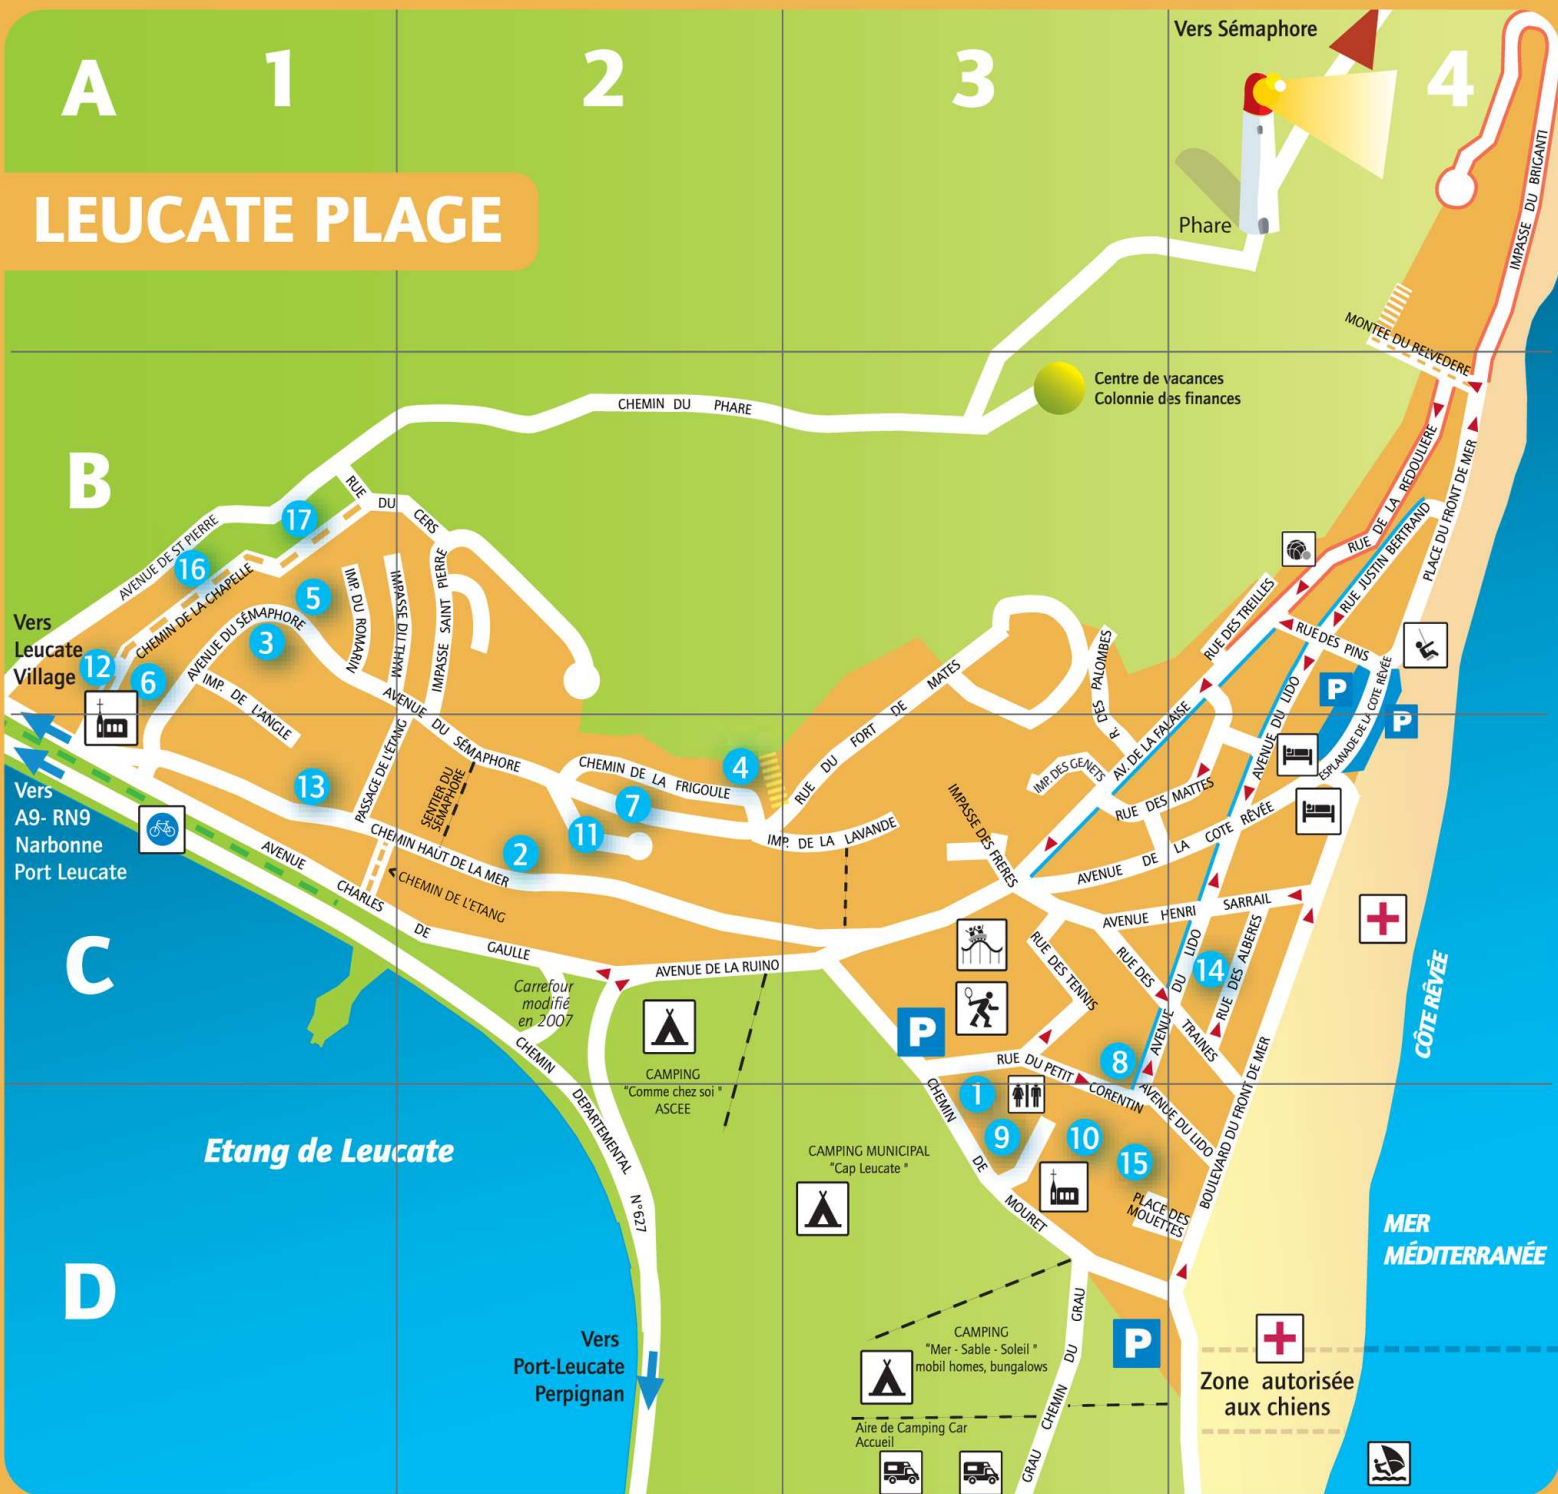 A
1
2
3
4
Vers Sémaphore
LEUCATE PLAGE
Phare
IMPASSE DU BRIGANTI
MONTEE DU BELVEDERE
Centre de vacances
Colonnie des finances
CHEMIN DU PHARE
B
RUE DU CERS
17
AVENUE DE ST PIERRE
16
CHEMIN DE LA CHAPELLE
5
IMP. DU ROMARIN
IMPASSE DU THYM
IMPASSE SAINT PIERRE
RUE DE LA REDOULIERE
RUE JUSTIN BERTRAND
PLACE DU FRONT DE MER
RUE DES TREILLES
RUE DES PINS
Vers
Leucate
Village
12
6
AVENUE DU SÉMAPHORE
3
IMP. DE L'ANGLE
AVENUE DU SÉMAPHORE
RUE DU FORT DE MATES
R. DES PALOMBES
AV. DE LA FALAISE
AVENUE DU LIDO
P
P
ESPLANADE DE LA COTE RÊVÉE
Vers
A9- RN9
Narbonne
Port Leucate
13
PASSAGE DE L'ÉTANG
SENTIER DU
SÉMAPHORE
CHEMIN DE LA FRIGOULE
4
7
11
2
IMP. DE LA LAVANDE
IMPASSE DES FRERES
IMP. DES GENETS
RUE DES MATTES
AVENUE DE LA COTE RÊVÉE
CHEMIN HAUT DE LA MER
CHEMIN DE L'ETANG
AVENUE CHARLES DE GAULLE
C
AVENUE DE LA RUINO
Carrefour
modifié
en 2007
AVENUE HENRI SARRAIL
RUE DES TENNIS
RUE DES TRAINES
AVENUE DU LIDO
14
RUE DES ALBERES
CÔTE RÊVÉE
P
RUE DU PETIT CORENTIN
8
CAMPING
"Comme chez soi "
ASCEE
CHEMIN DEPARTEMENTAL N°627
Etang de Leucate
CHEMIN DE MOURET
1
9
10
15
AVENUE DU LIDO
BOULEVARD DU FRONT DE MER
PLACE DES
MOUETTES
CAMPING MUNICIPAL
"Cap Leucate "
MER
MÉDITERRANÉE
D
Vers
Port-Leucate
Perpignan
CAMPING
"Mer - Sable - Soleil "
mobil homes, bungalows
GRAU CHEMIN DU GRAU
P
Zone autorisée
aux chiens
Aire de Camping Car
Accueil